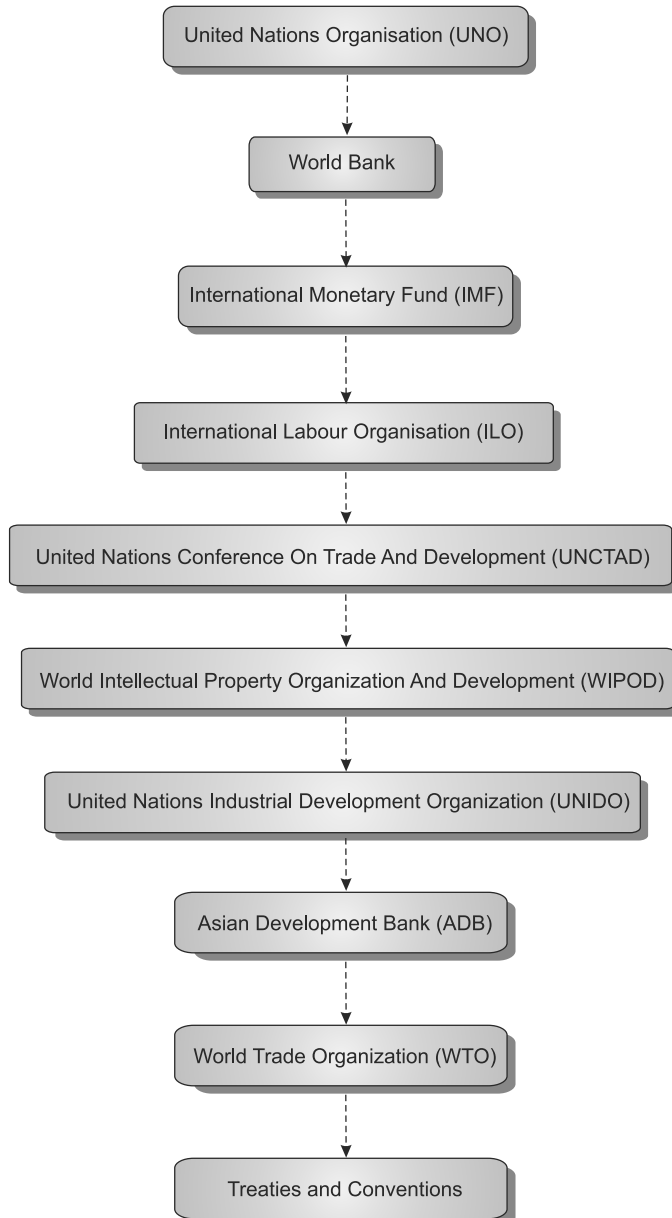 United Nations Organisation (UNO)
World Bank
International Monetary Fund (IMF)
International Labour Organisation (ILO)
United Nations Conference On Trade And Development (UNCTAD)
World Intellectual Property Organization And Development (WIPOD)
United Nations Industrial Development Organization (UNIDO)
Asian Development Bank (ADB)
World Trade Organization (WTO)
Treaties and Conventions